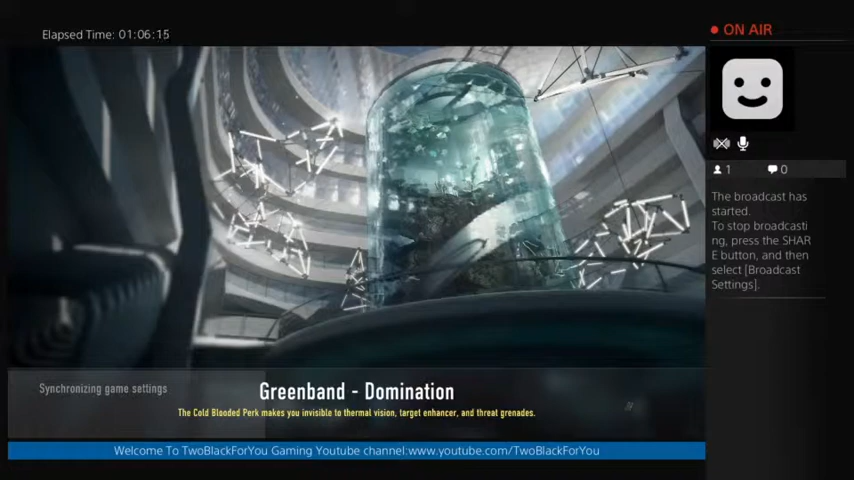 Elapsed Time: 01:06:15
ON AIR
1
0
The broadcast has
started.
To stop broadcasti
ng, press the SHAR
E button, and then
select [Broadcast
Settings].
Synchronizing game settings
Greenband - Domination
The Cold Blooded Perk makes you invisible to thermal vision, target enhancer, and threat grenades.
Welcome To TwoBlackForYou Gaming Youtube channel:www.youtube.com/TwoBlackForYou